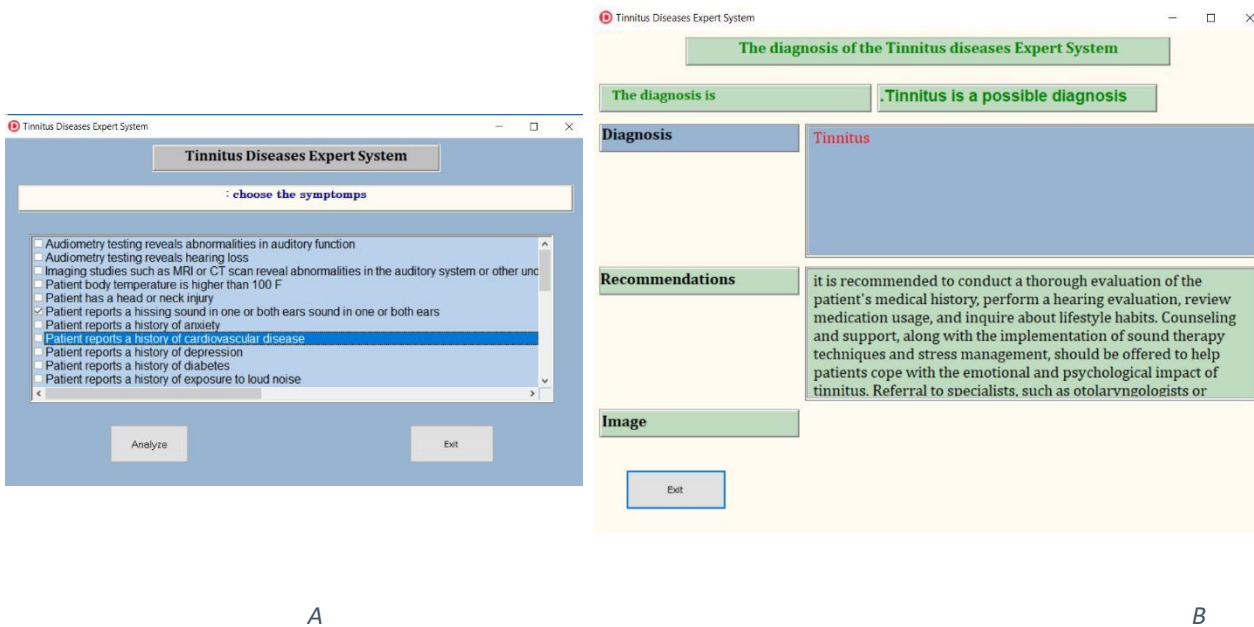 Tinnitus Diseases Expert System
Tinnitus Diseases Expert System
: choose the symptomps
Audiometry testing reveals abnormalities in auditory function
Audiometry testing reveals hearing loss
Imaging studies such as MRI or CT scan reveal abnormalities in the auditory system or other unc
Patient body temperature is higher than 100 F
Patient has a head or neck injury
Patient reports a hissing sound in one or both ears sound in one or both ears
Patient reports a history of anxiety
Patient reports a history of cardiovascular disease
Patient reports a history of depression
Patient reports a history of diabetes
Patient reports a history of exposure to loud noise
Analyze
Exit
A
Tinnitus Diseases Expert System
The diagnosis of the Tinnitus diseases Expert System
The diagnosis is
.Tinnitus is a possible diagnosis
Diagnosis
Tinnitus
Recommendations
it is recommended to conduct a thorough evaluation of the
patient's medical history, perform a hearing evaluation, review
medication usage, and inquire about lifestyle habits. Counseling
and support, along with the implementation of sound therapy
techniques and stress management, should be offered to help
patients cope with the emotional and psychological impact of
tinnitus. Referral to specialists, such as otolaryngologists or
Image
Exit
B